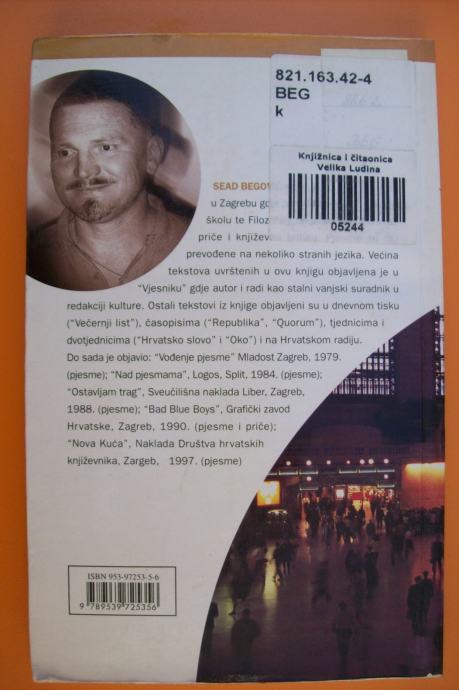 821.163.42-4
BEG
k
Knjižnica i čitaonica
Velika Ludina
05244
SEAD BEGOV
u Zagrebu
školu te
priče i
prevođene na nekoliko stranih jezika. Većina
tekstova uvrštenih u ovu knjigu objavljena je u
“Vjesniku” gdje autor i radi kao stalni vanjski suradnik u
redakciji kulture. Ostali tekstovi iz knjige objavljeni su u dnevnom tisku
(“Večernji list”), časopisima (“Republika”, “Quorum”), tjednicima i
dvotjednicima (“Hrvatsko slovo” i “Oko”) i na Hrvatskom radiju.
Do sada je objavio: “Vođenje pjesme” Mladost Zagreb, 1979.
(pjesme); “Nad pjesmama”, Logos, Split, 1984. (pjesme);
“Ostavljam trag”, Sveučilišna naklada Liber, Zagreb,
1988. (pjesme); “Bad Blue Boys”, Grafički zavod
Hrvatske, Zagreb, 1990. (pjesme i priče);
“Nova Kuća”, Naklada Društva hrvatskih
književnika, Zargeb, 1997. (pjesme)
ISBN 953-97253-5-6
9 789539 725356